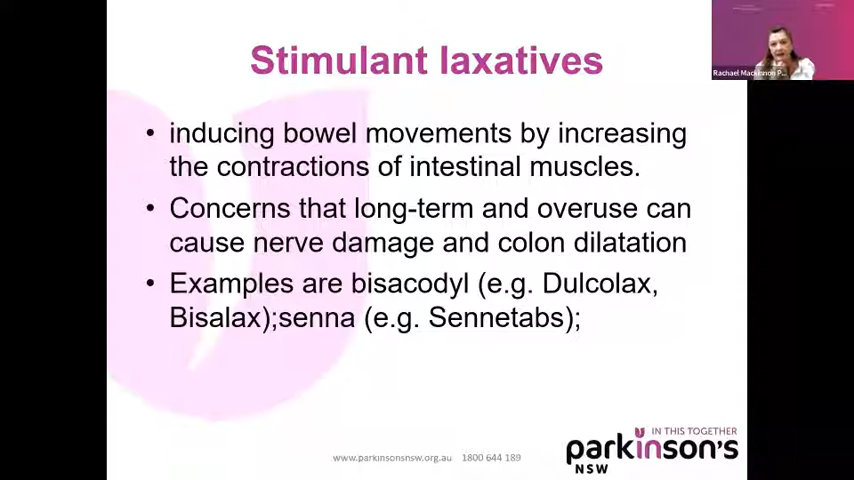 Stimulant laxatives
Rachael Mackinnon P...
• inducing bowel movements by increasing
the contractions of intestinal muscles.
• Concerns that long-term and overuse can
cause nerve damage and colon dilatation
• Examples are bisacodyl (e.g. Dulcolax,
Bisalax);senna (e.g. Sennetabs);
www.parkinsonsnsw.org.au 1800 644 189
IN THIS TOGETHER
parkinson's
NSW